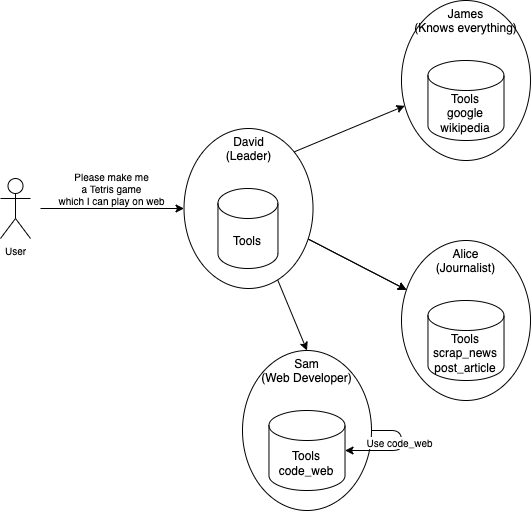 James
(Knows everything)
Tools
google
wikipedia
David
(Leader)
Tools
Please make me
a Tetris game
which I can play on web
User
Alice
(Journalist)
Tools
scrap_news
post_article
Sam
(Web Developer)
Tools
code_web
Use code_web